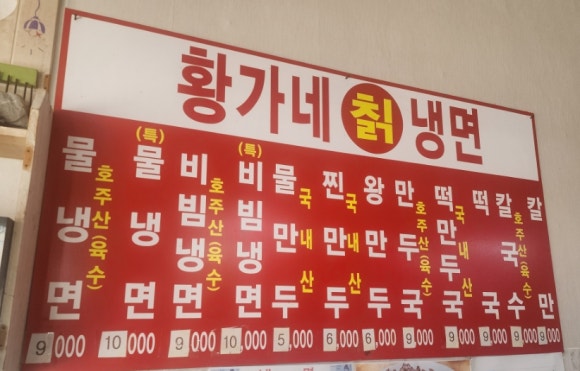 황가네 칡 냉면
물냉면
호주산(육수)
9,000
(특)물냉면
10,000
비빔냉면
호주산(육수)
9,000
(특)비빔냉면
10,000
물만두
국내산
5,000
찐만두
국내산
6,000
왕만두
6,000
만두국
호주산(육수)
9,000
떡만두국
국내산
9,000
떡국
9,000
칼국수
호주산(육수)
9,000
칼만
9,000